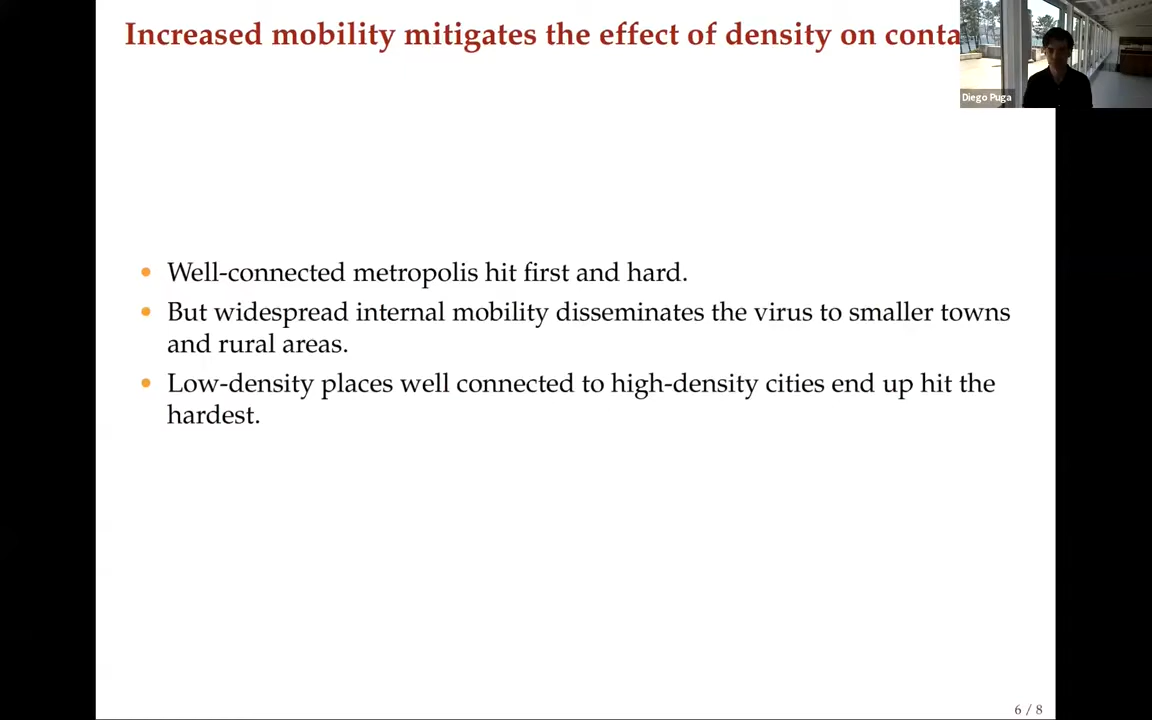 Increased mobility mitigates the effect of density on conta
Diego Puga
• Well-connected metropolis hit first and hard.
• But widespread internal mobility disseminates the virus to smaller towns
and rural areas.
• Low-density places well connected to high-density cities end up hit the
hardest.
6 / 8